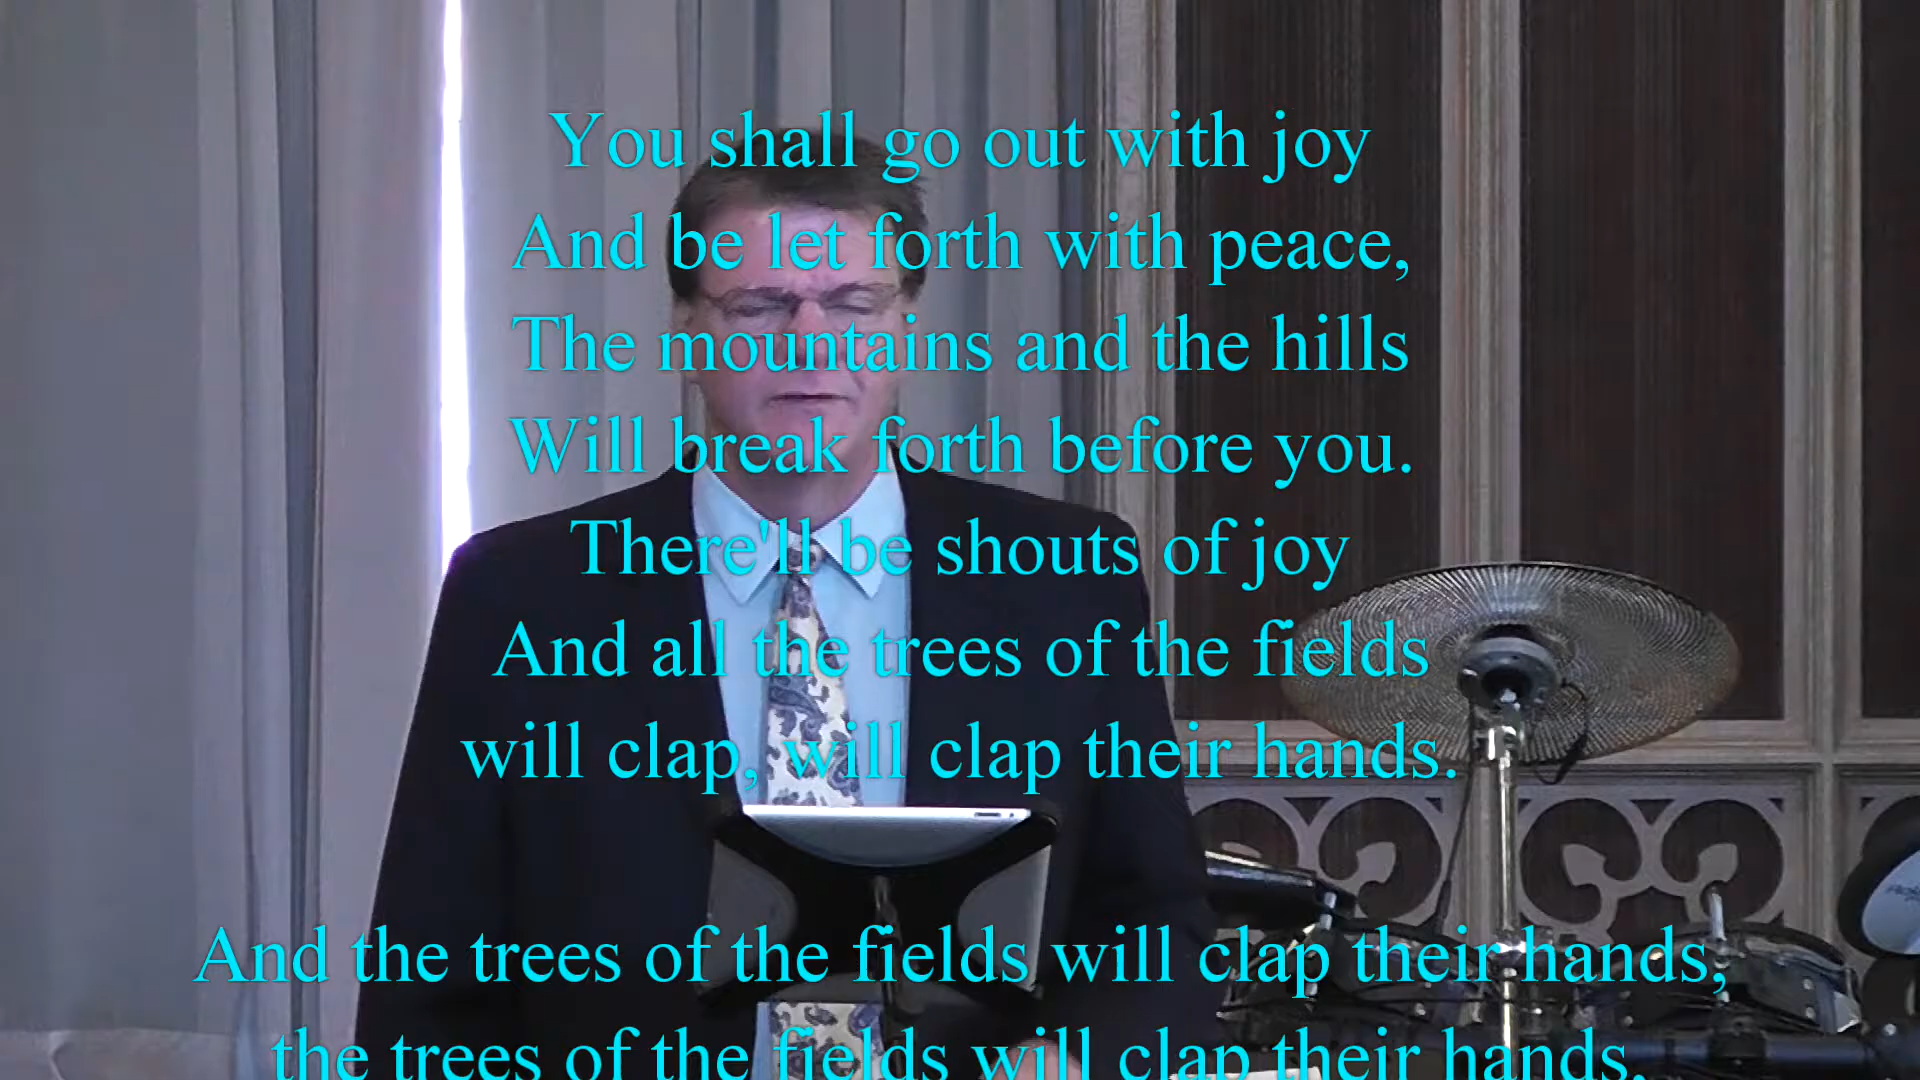 You shall go out with joy
And be let forth with peace,
The mountains and the hills
Will break forth before you.
There'll be shouts of joy
And all the trees of the fields
will clap, will clap their hands.
And the trees of the fields will clap their hands,
the trees of the fields will clap their hands.